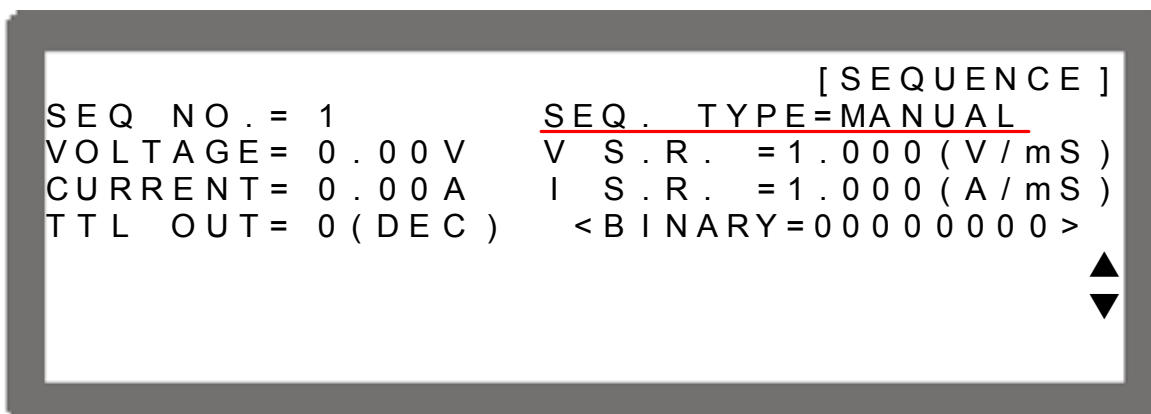 [SEQUENCE]
SEQ NO.= 1 SEQ. TYPE=MANUAL
VOLTAGE= 0.00V V S.R. =1.000(V/mS)
CURRENT= 0.00A I S.R. =1.000(A/mS)
TTL OUT= 0(DEC) <BINARY=00000000>